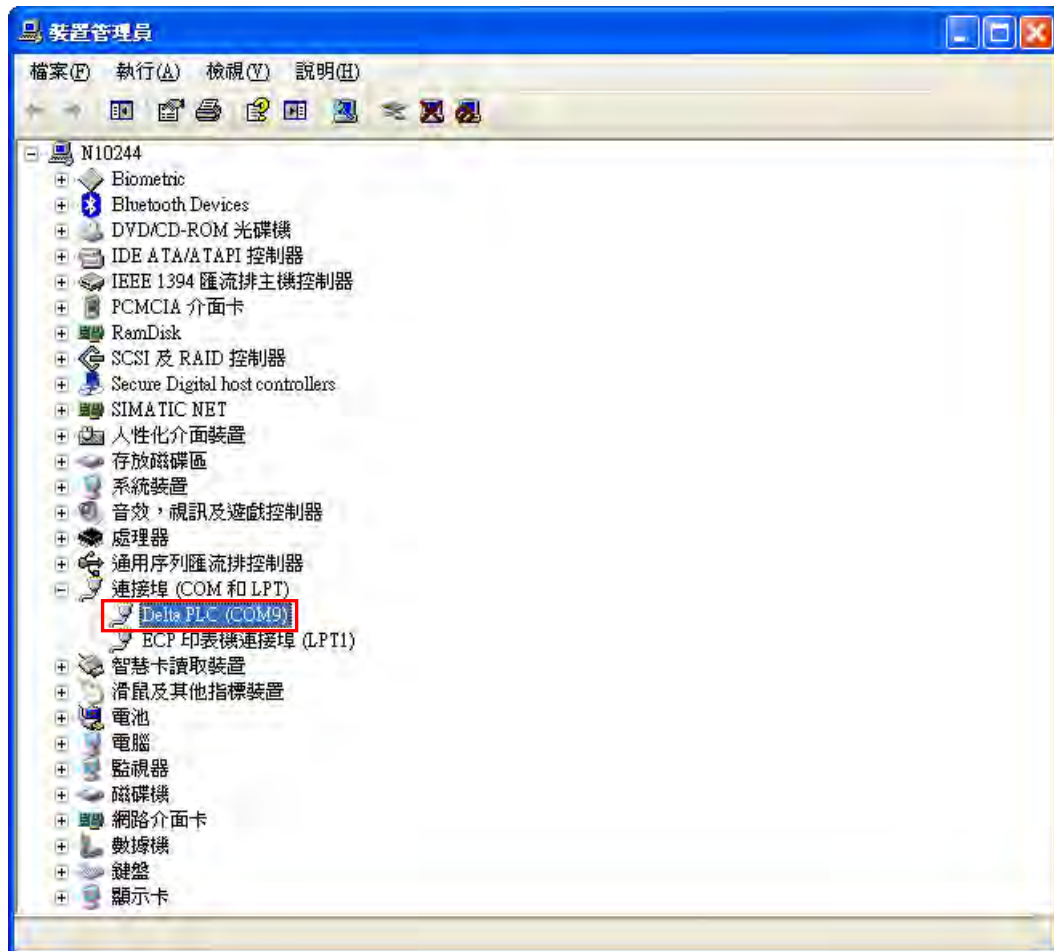 裝置管理員
檔案(F) 執行(A) 檢視(V) 說明(H)
N10244
Biometric
Bluetooth Devices
DVD/CD-ROM 光碟機
IDE ATA/ATAPI 控制器
IEEE 1394 匯流排主機控制器
PCMCIA 介面卡
RamDisk
SCSI 及 RAID 控制器
Secure Digital host controllers
SIMATIC NET
人性化介面裝置
存放磁碟區
系統裝置
音效，視訊及遊戲控制器
處理器
通用序列匯流排控制器
連接埠 (COM 和 LPT)
Delta PLC (COM9)
ECP 印表機連接埠 (LPT1)
智慧卡讀取裝置
滑鼠及其他指標裝置
電池
電腦
監視器
磁碟機
網路介面卡
數據機
鍵盤
顯示卡